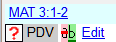 MAT 3:1-2
? PDV ab Edit